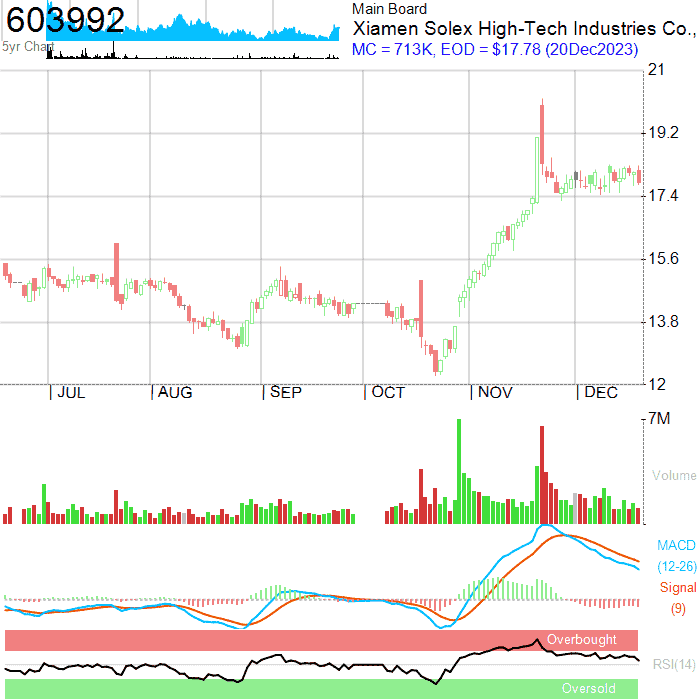 603992
5yr Chart
Main Board
Xiamen Solex High-Tech Industries Co.,
MC = 713K, EOD = $17.78 (20Dec2023)
21
19.2
17.4
15.6
13.8
12
JUL
AUG
SEP
OCT
NOV
DEC
7M
Volume
MACD
(12-26)
Signal
(9)
Overbought
RSI(14)
Oversold